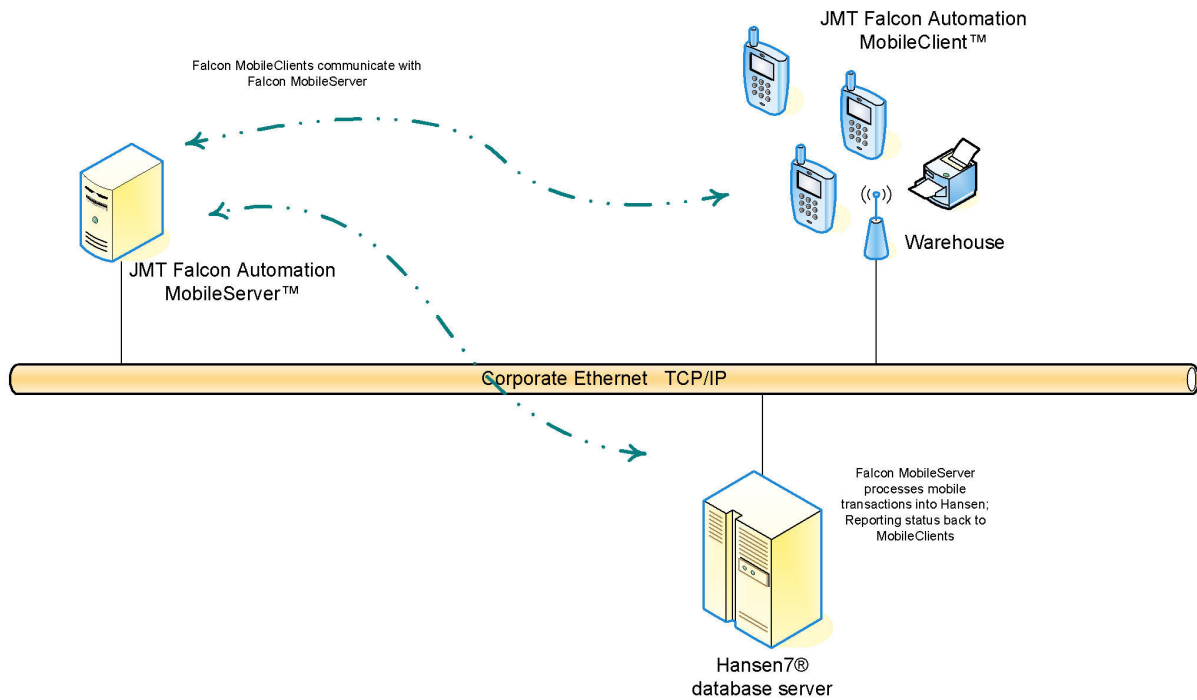 JMT Falcon Automation
MobileClient™
Falcon MobileClients communicate with
Falcon MobileServer
Warehouse
JMT Falcon Automation
MobileServer™
Corporate Ethernet TCP/IP
Falcon MobileServer
processes mobile
transactions into Hansen;
Reporting status back to
MobileClients
Hansen7®
database server